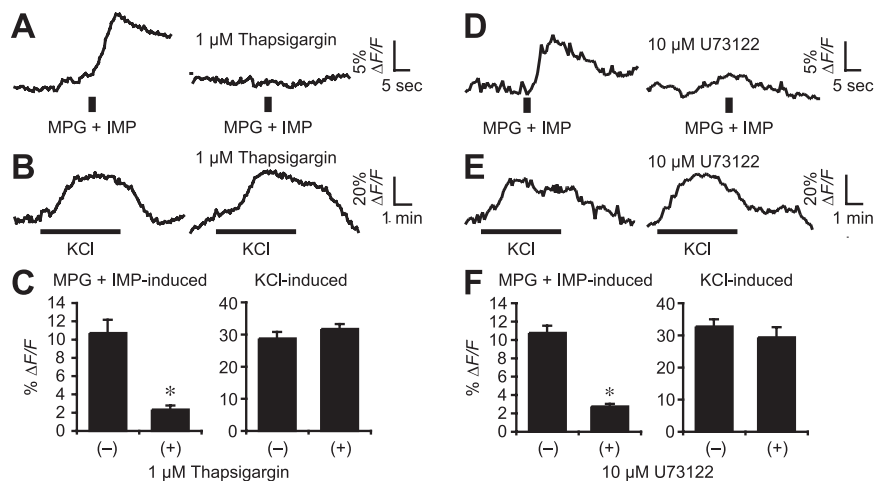 A
1 µM Thapsigargin
5%
ΔF/F
5 sec
MPG + IMP
MPG + IMP
B
1 µM Thapsigargin
20%
ΔF/F
1 min
KCl
KCl
C
MPG + IMP-induced
KCl-induced
% ΔF/F
14
12
10
8
6
4
2
0
*
40
30
20
10
0
(–)
(+)
(–)
(+)
1 µM Thapsigargin
D
10 µM U73122
5%
ΔF/F
5 sec
MPG + IMP
MPG + IMP
E
10 µM U73122
20%
ΔF/F
1 min
KCl
KCl
F
MPG + IMP-induced
KCl-induced
% ΔF/F
14
12
10
8
6
4
2
0
*
40
30
20
10
0
(–)
(+)
(–)
(+)
10 µM U73122